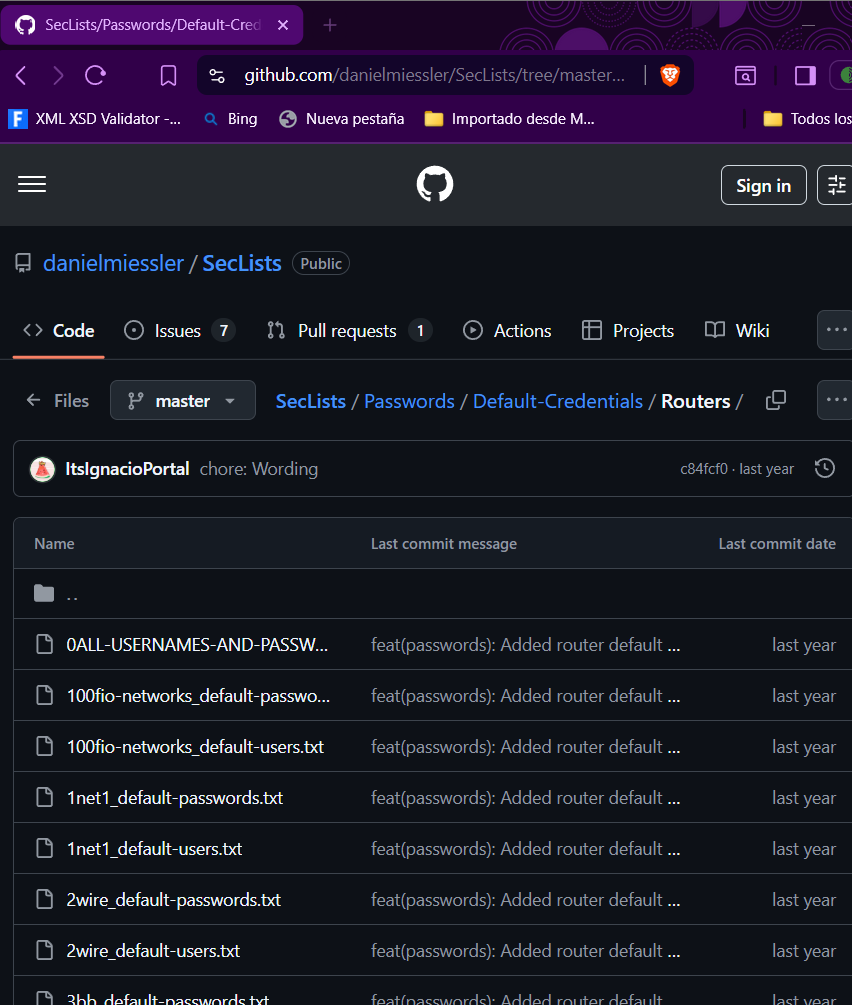 SecLists/Passwords/Default-Cred
github.com/danielmiessler/SecLists/tree/master...
XML XSD Validator -... Bing Nueva pestaña Importado desde M... Todos los
Sign in
danielmiessler / SecLists Public
Code Issues 7 Pull requests 1 Actions Projects Wiki
Files master SecLists / Passwords / Default-Credentials / Routers /
ItsIgnacioPortal chore: Wording c84fcf0 · last year
Name Last commit message Last commit date
..
0ALL-USERNAMES-AND-PASSW... feat(passwords): Added router default ... last year
100fio-networks_default-passwo... feat(passwords): Added router default ... last year
100fio-networks_default-users.txt feat(passwords): Added router default ... last year
1net1_default-passwords.txt feat(passwords): Added router default ... last year
1net1_default-users.txt feat(passwords): Added router default ... last year
2wire_default-passwords.txt feat(passwords): Added router default ... last year
2wire_default-users.txt feat(passwords): Added router default ... last year
3bb_default-passwords.txt feat(passwords): Added router default ... last year